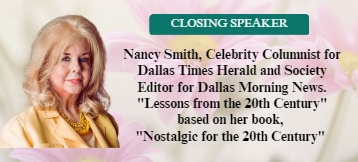 CLOSING SPEAKER
Nancy Smith, Celebrity Columnist for
Dallas Times Herald and Society
Editor for Dallas Morning News.
"Lessons from the 20th Century"
based on her book,
"Nostalgic for the 20th Century"